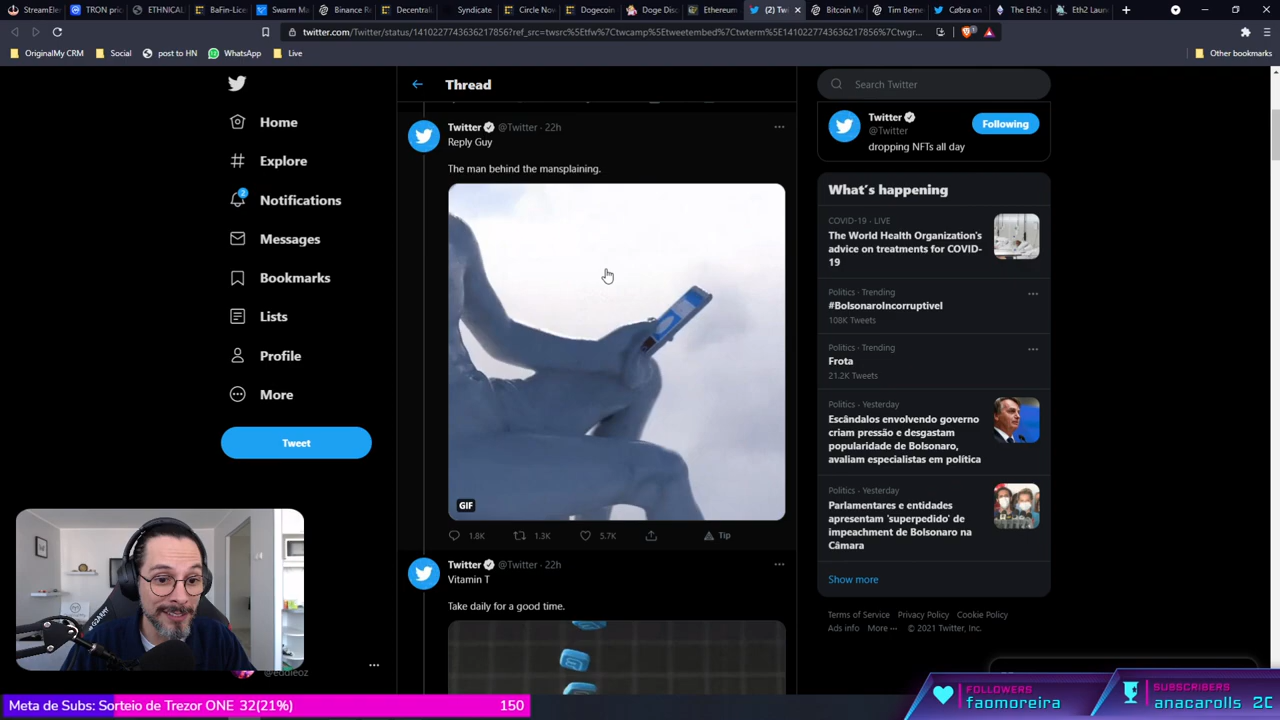 StreamEle
TRON pric
ETHNICAL
BaFin-Lice
Swarm Ma
Binance Re
Decentrali
Syndicate
Circle Now
Dogecoin
Doge Disc
Ethereum
(2) Tw
Bitcoin Ma
Tim Berne
Cøbra on
The Eth2 u
Eth2 Laun
twitter.com/Twitter/status/1410227743636217856?ref_src=twsrc%5Etfw%7Ctwcamp%5Etweetembed%7Ctwterm%5E1410227743636217856%7Ctwgr...
OriginalMy CRM
Social
post to HN
WhatsApp
Live
Other bookmarks
Home
Explore
2
Notifications
Messages
Bookmarks
Lists
Profile
More
Tweet
@eddieoz
Thread
Twitter @Twitter · 22h
Reply Guy
The man behind the mansplaining.
GIF
1.8K
1.3K
5.7K
Tip
Twitter @Twitter · 22h
Vitamin T
Take daily for a good time.
Search Twitter
Twitter
@Twitter
Following
dropping NFTs all day
What's happening
COVID-19 · LIVE
The World Health Organization's
advice on treatments for COVID-
19
Politics · Trending
#BolsonaroIncorruptivel
108K Tweets
Politics · Trending
Frota
21.2K Tweets
Politics · Yesterday
Escândalos envolvendo governo
criam pressão e desgastam
popularidade de Bolsonaro,
avaliam especialistas em política
Politics · Yesterday
Parlamentares e entidades
apresentam 'superpedido' de
impeachment de Bolsonaro na
Câmara
Show more
Terms of Service Privacy Policy Cookie Policy
Ads info More ··· © 2021 Twitter, Inc.
Meta de Subs: Sorteio de Trezor ONE 32(21%)
150
FOLLOWERS
faomoreira
SUBSCRIBERS
anacarolls 20